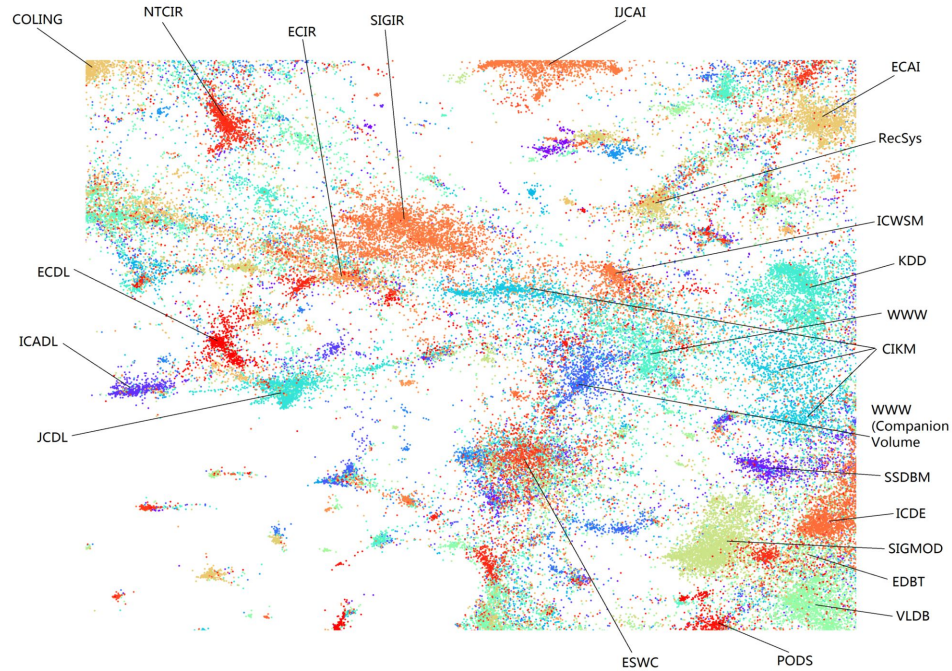 COLING
NTCIR
ECIR
SIGIR
IJCAI
ECAI
RecSys
ICWSM
KDD
WWW
CIKM
WWW
(Companion
Volume
SSDBM
ICDE
SIGMOD
EDBT
VLDB
PODS
ESWC
ECDL
ICADL
JCDL